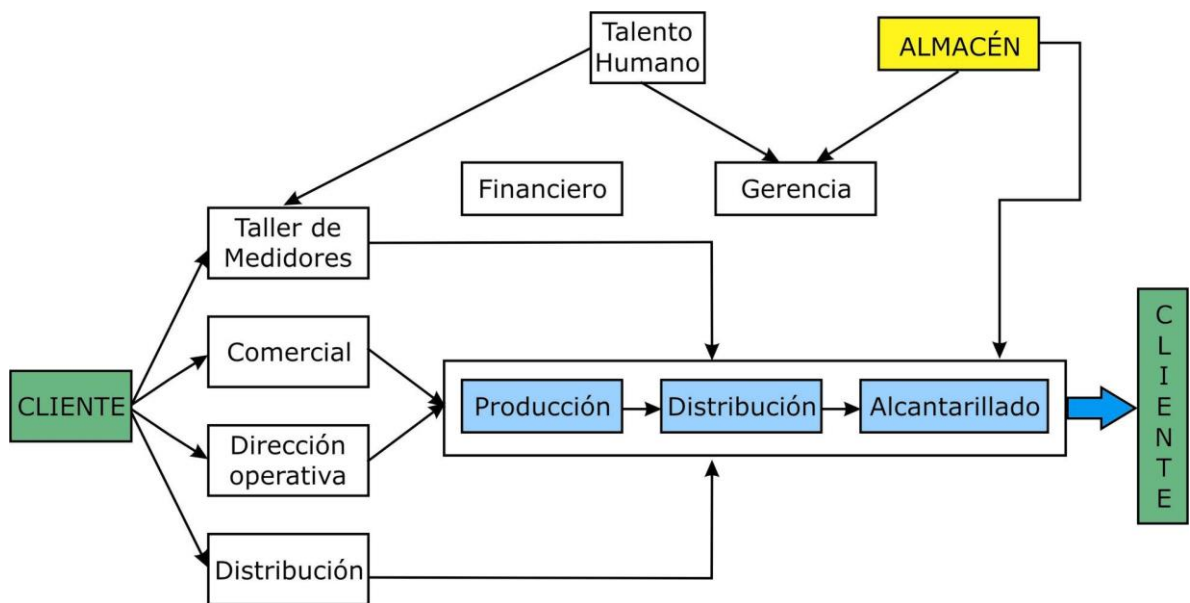 Talento
Humano
ALMACÉN
Financiero
Gerencia
Taller de
Medidores
Comercial
CLIENTE
Producción
Distribución
Alcantarillado
Dirección
operativa
Distribución
C
L
I
E
N
T
E